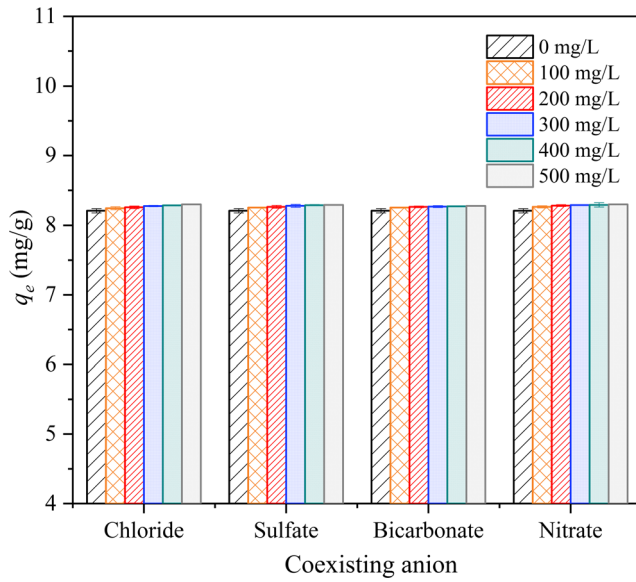 11
10
9
8
7
6
5
4
qe (mg/g)
0 mg/L
100 mg/L
200 mg/L
300 mg/L
400 mg/L
500 mg/L
Chloride Sulfate Bicarbonate Nitrate
Coexisting anion